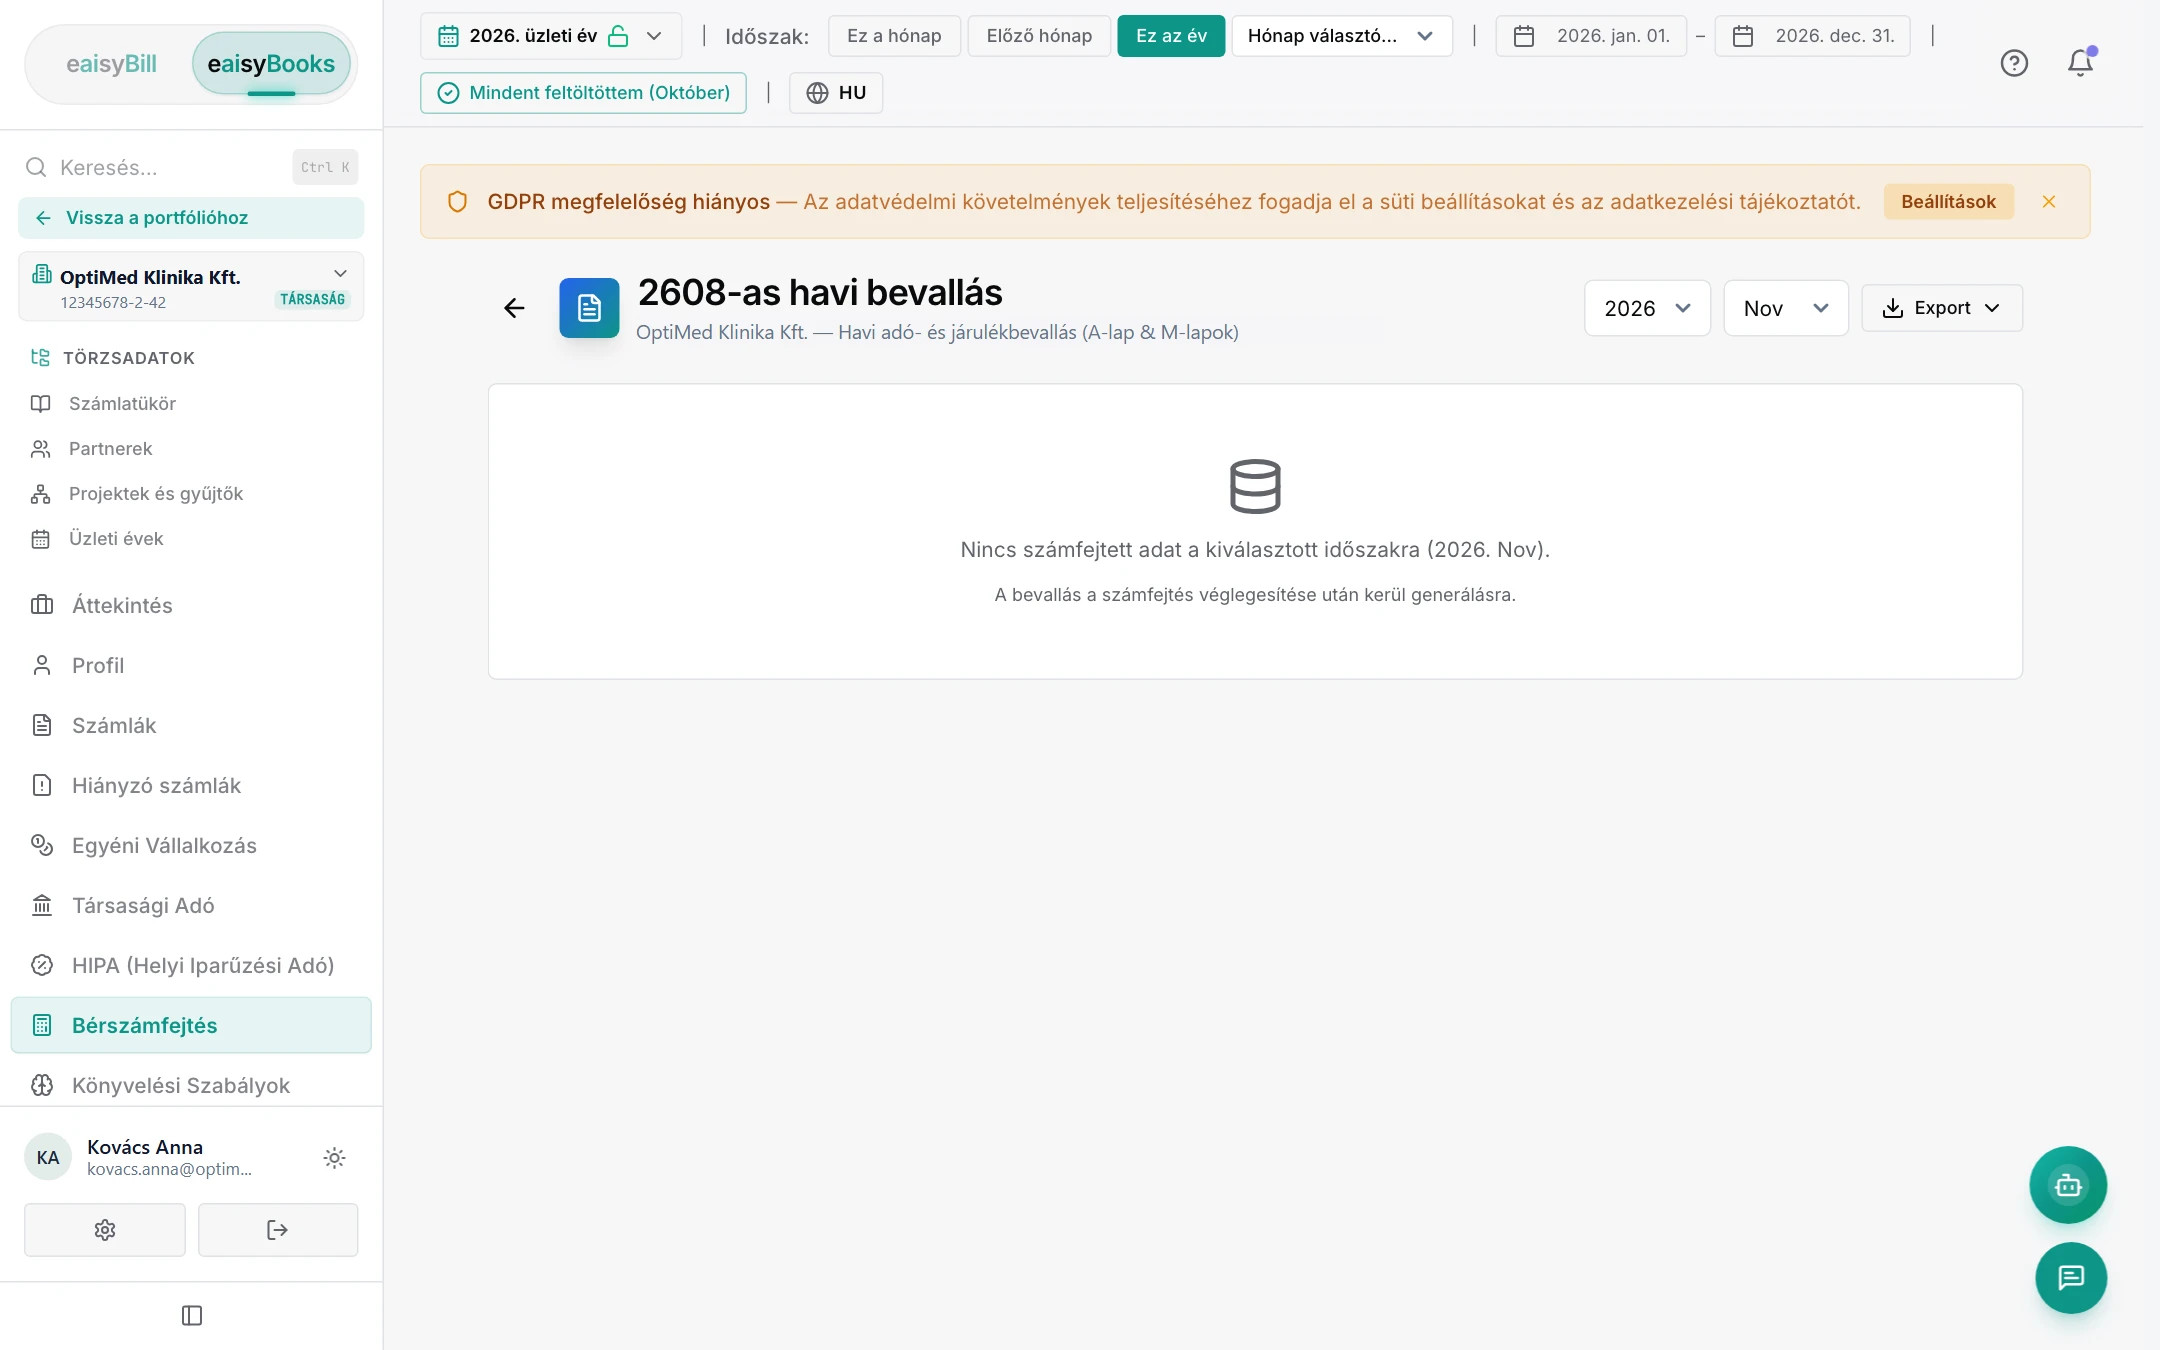 eaisyBill
eaisyBooks
Keresés...
Ctrl K
Vissza a portfólióhoz
OptiMed Klinika Kft.
12345678-2-42
TÁRSASÁG
TÖRZSADATOK
Számlatükör
Partnerek
Projektek és gyűjtők
Üzleti évek
Áttekintés
Profil
Számlák
Hiányzó számlák
Egyéni Vállalkozás
Társasági Adó
HIPA (Helyi Iparűzési Adó)
Bérszámfejtés
Könyvelési Szabályok
KA
Kovács Anna
kovacs.anna@optim...
2026. üzleti év
Időszak:
Ez a hónap
Előző hónap
Ez az év
Hónap választó...
2026. jan. 01.
–
2026. dec. 31.
Mindent feltöltöttem (Október)
HU
GDPR megfelelőség hiányos — Az adatvédelmi követelmények teljesítéséhez fogadja el a süti beállításokat és az adatkezelési tájékoztatót.
Beállítások
2608-as havi bevallás
OptiMed Klinika Kft. — Havi adó- és járulékbevallás (A-lap & M-lapok)
2026
Nov
Export
Nincs számfejtett adat a kiválasztott időszakra (2026. Nov).
A bevallás a számfejtés véglegesítése után kerül generálásra.